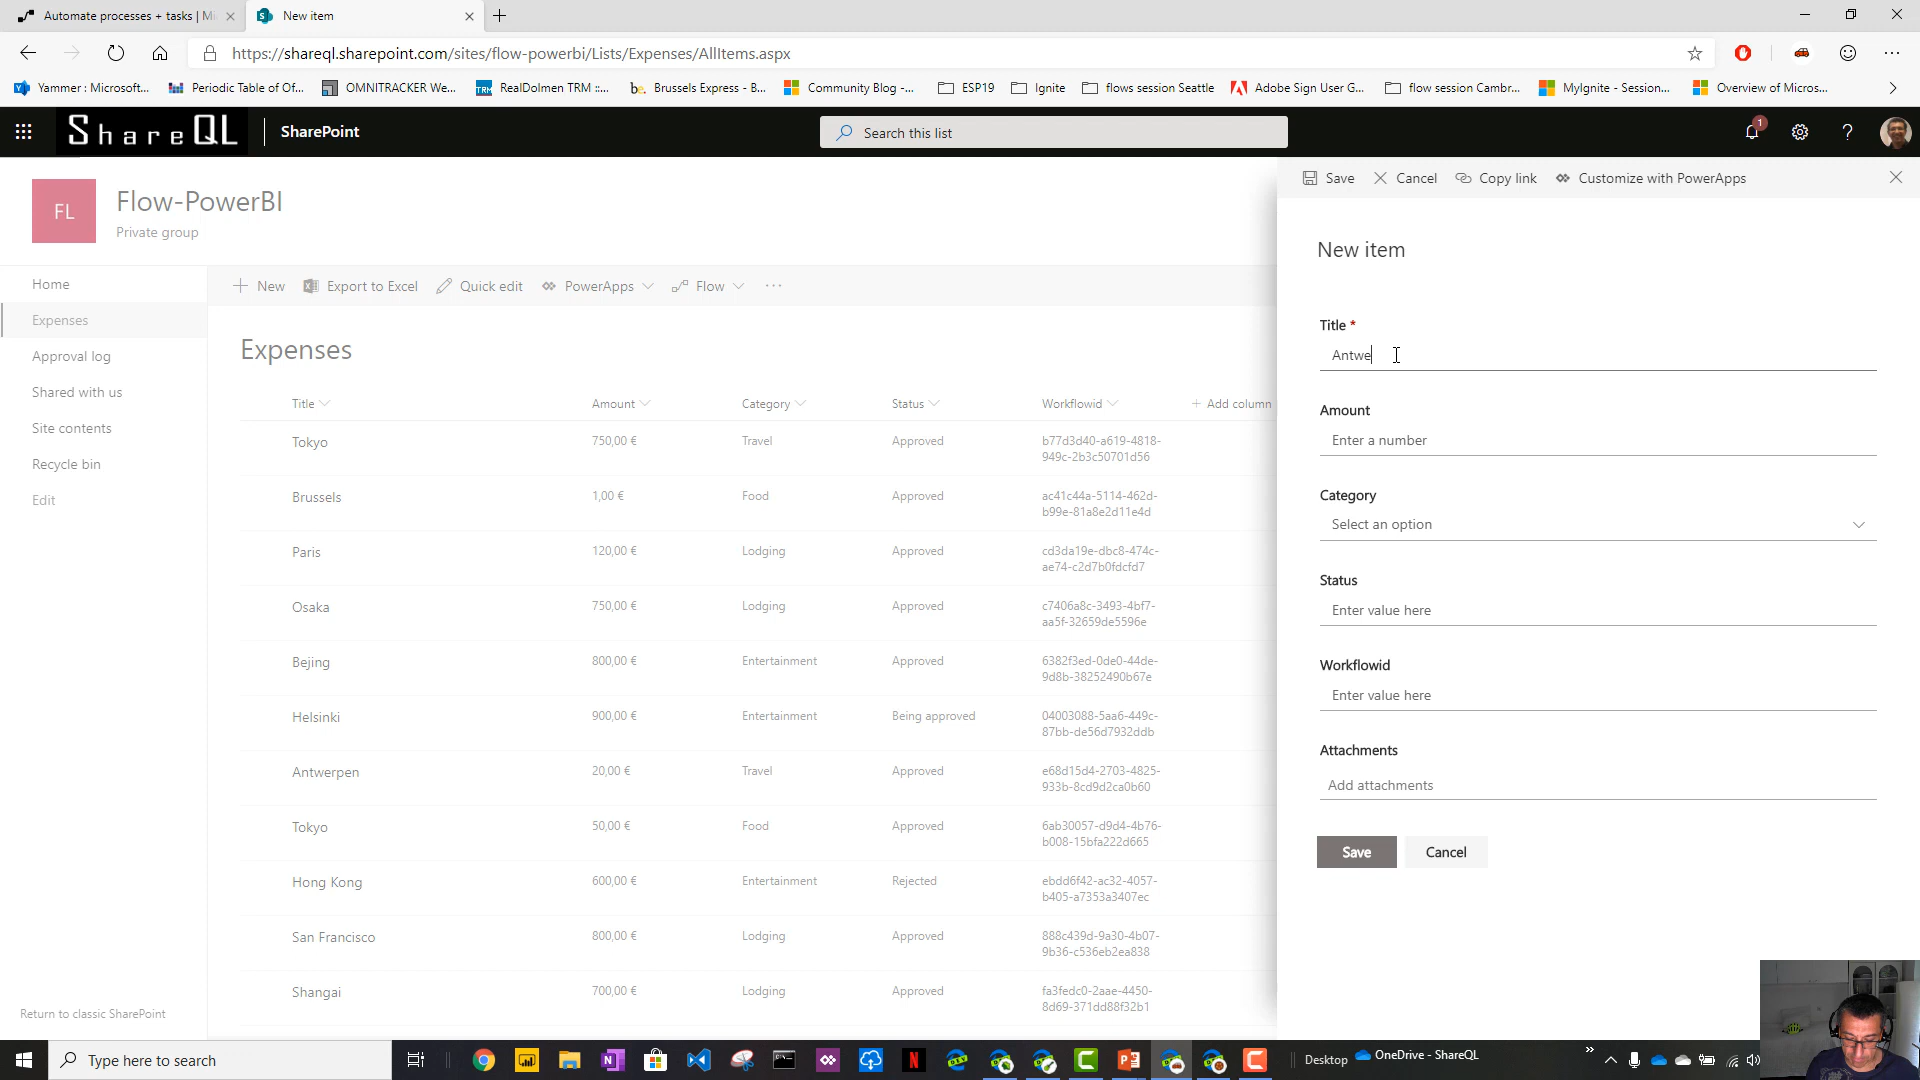 Automate processes + tasks | Mi
New item
https://shareql.sharepoint.com/sites/flow-powerbi/Lists/Expenses/AllItems.aspx
Yammer : Microsoft...
Periodic Table of Of...
OMNITRACKER We...
RealDolmen TRM ::...
Brussels Express - B...
Community Blog -...
ESP19
Ignite
flows session Seattle
Adobe Sign User G...
flow session Cambr...
MyIgnite - Session...
Overview of Micros...
ShareQL
SharePoint
Search this list
1
Save
Cancel
Copy link
Customize with PowerApps
FL
Flow-PowerBI
Private group
Home
Expenses
Approval log
Shared with us
Site contents
Recycle bin
Edit
Return to classic SharePoint
New
Export to Excel
Quick edit
PowerApps
Flow
Expenses
Title Amount Category Status Workflowid Add column
Tokyo 750,00 € Travel Approved b77d3d40-a619-4818-
949c-2b3c50701d56
Brussels 1,00 € Food Approved ac41c44a-5114-462d-
b99e-81a8e2d11e4d
Paris 120,00 € Lodging Approved cd3da19e-dbc8-474c-
ae74-c2d7b0fdcfd7
Osaka 750,00 € Lodging Approved c7406a8c-3493-4bf7-
aa5f-32659de5596e
Bejing 800,00 € Entertainment Approved 6382f3ed-0de0-44de-
9d8b-38252490b67e
Helsinki 900,00 € Entertainment Being approved 04003088-5aa6-449c-
87bb-de56d7932ddb
Antwerpen 20,00 € Travel Approved e68d15d4-2703-4825-
933b-8cd9d2ca0b60
Tokyo 50,00 € Food Approved 6ab30057-d9d4-4b76-
b008-15bfa222d665
Hong Kong 600,00 € Entertainment Rejected ebdd6f42-ac32-4057-
b405-a7353a3407ec
San Francisco 800,00 € Lodging Approved 888c439d-9a30-4b07-
9b36-c536eb2ea838
Shangai 700,00 € Lodging Approved fa3fedc0-2aae-4450-
8d69-371dd88f32b1
New item
Title *
Antwe
Amount
Enter a number
Category
Select an option
Status
Enter value here
Workflowid
Enter value here
Attachments
Add attachments
Save
Cancel
Type here to search
Desktop
OneDrive - ShareQL